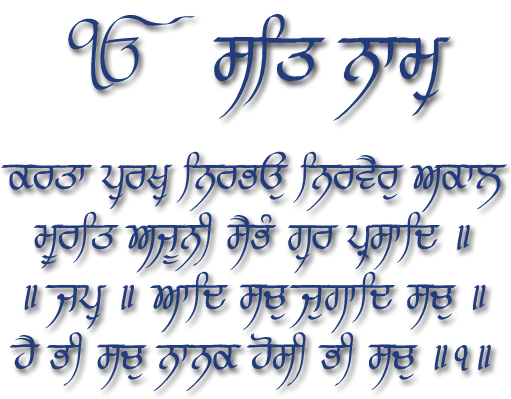 ੴ ਸਤਿ ਨਾਮੁ
ਕਰਤਾ ਪੁਰਖੁ ਨਿਰਭਉ ਨਿਰਵੈਰੁ ਅਕਾਲ
ਮੂਰਤਿ ਅਜੂਨੀ ਸੈਭੰ ਗੁਰ ਪ੍ਰਸਾਦਿ ॥
॥ ਜਪੁ ॥ ਆਦਿ ਸਚੁ ਜੁਗਾਦਿ ਸਚੁ ॥
ਹੈ ਭੀ ਸਚੁ ਨਾਨਕ ਹੋਸੀ ਭੀ ਸਚੁ ॥੧॥